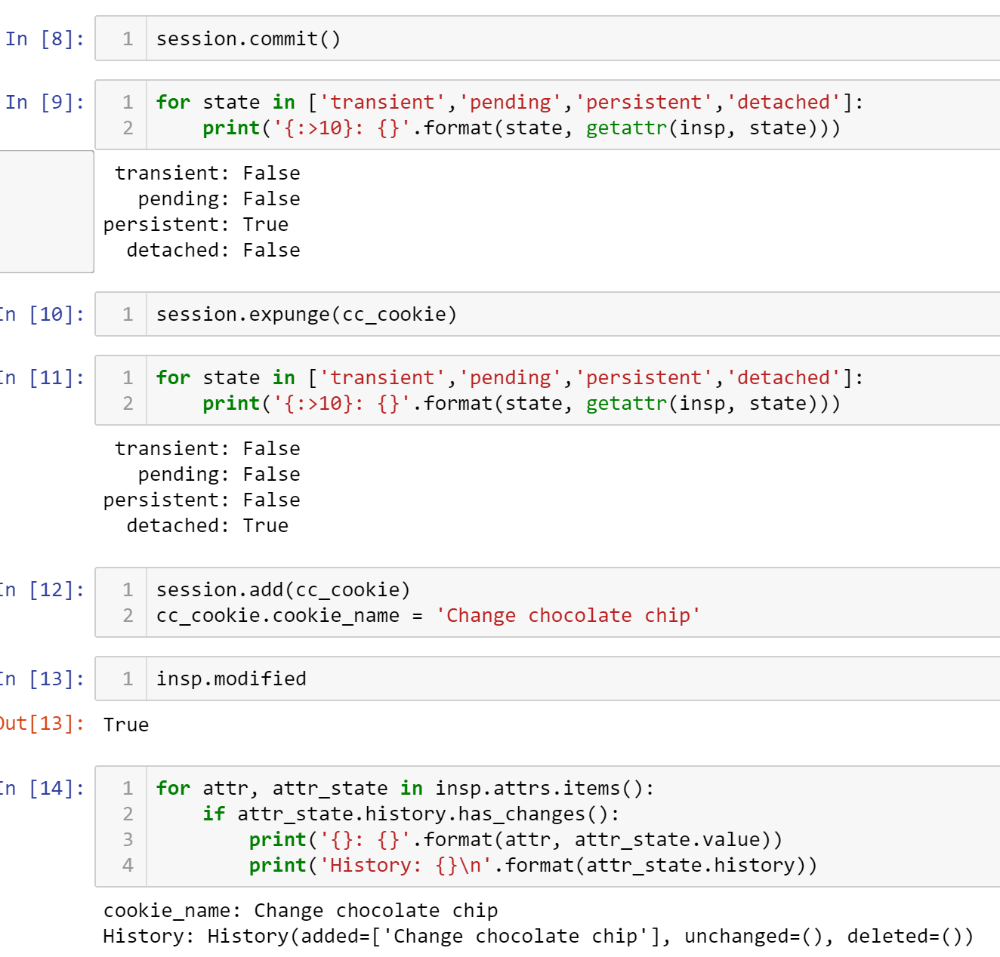 In [8]: 1 session.commit()
In [9]: 1 for state in ['transient','pending','persistent','detached']:
2     print('{:>10}: {}'.format(state, getattr(insp, state)))
 transient: False
   pending: False
persistent: True
  detached: False
In [10]: 1 session.expunge(cc_cookie)
In [11]: 1 for state in ['transient','pending','persistent','detached']:
2     print('{:>10}: {}'.format(state, getattr(insp, state)))
 transient: False
   pending: False
persistent: False
  detached: True
In [12]: 1 session.add(cc_cookie)
2 cc_cookie.cookie_name = 'Change chocolate chip'
In [13]: 1 insp.modified
Out[13]: True
In [14]: 1 for attr, attr_state in insp.attrs.items():
2     if attr_state.history.has_changes():
3         print('{}: {}'.format(attr, attr_state.value))
4         print('History: {}\n'.format(attr_state.history))
cookie_name: Change chocolate chip
History: History(added=['Change chocolate chip'], unchanged=(), deleted=())